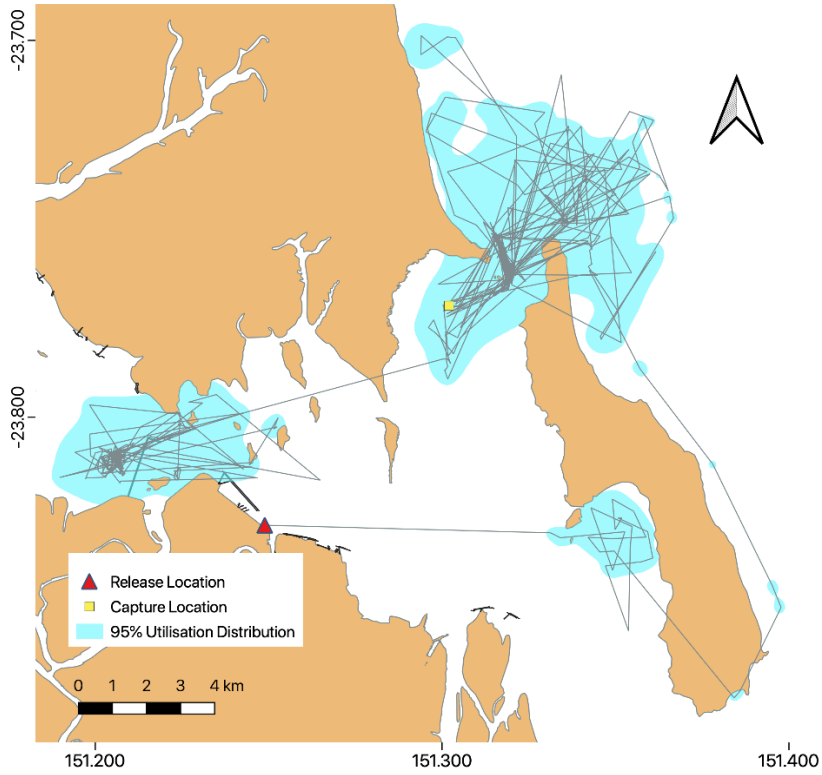 -23.700
-23.800
Release Location
Capture Location
95% Utilisation Distribution
0 1 2 3 4 km
151.200 151.300 151.400